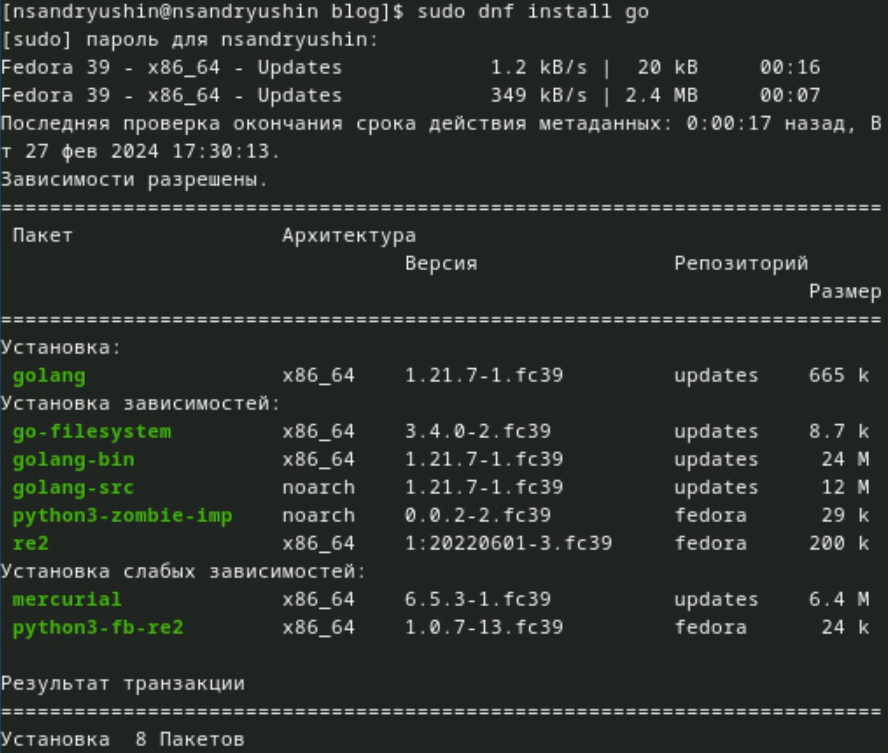 [nsandryushin@nsandryushin blog]$ sudo dnf install go
[sudo] пароль для nsandryushin:
Fedora 39 - x86_64 - Updates 1.2 kB/s | 20 kB 00:16
Fedora 39 - x86_64 - Updates 349 kB/s | 2.4 MB 00:07
Последняя проверка окончания срока действия метаданных: 0:00:17 назад, В
т 27 фев 2024 17:30:13.
Зависимости разрешены.
================================================================================
Пакет Архитектура
Версия Репозиторий
Размер
================================================================================
Установка:
golang x86_64 1.21.7-1.fc39 updates 665 k
Установка зависимостей:
go-filesystem x86_64 3.4.0-2.fc39 updates 8.7 k
golang-bin x86_64 1.21.7-1.fc39 updates 24 M
golang-src noarch 1.21.7-1.fc39 updates 12 M
python3-zombie-imp noarch 0.0.2-2.fc39 fedora 29 k
re2 x86_64 1:20220601-3.fc39 fedora 200 k
Установка слабых зависимостей:
mercurial x86_64 6.5.3-1.fc39 updates 6.4 M
python3-fb-re2 x86_64 1.0.7-13.fc39 fedora 24 k
Результат транзакции
================================================================================
Установка 8 Пакетов